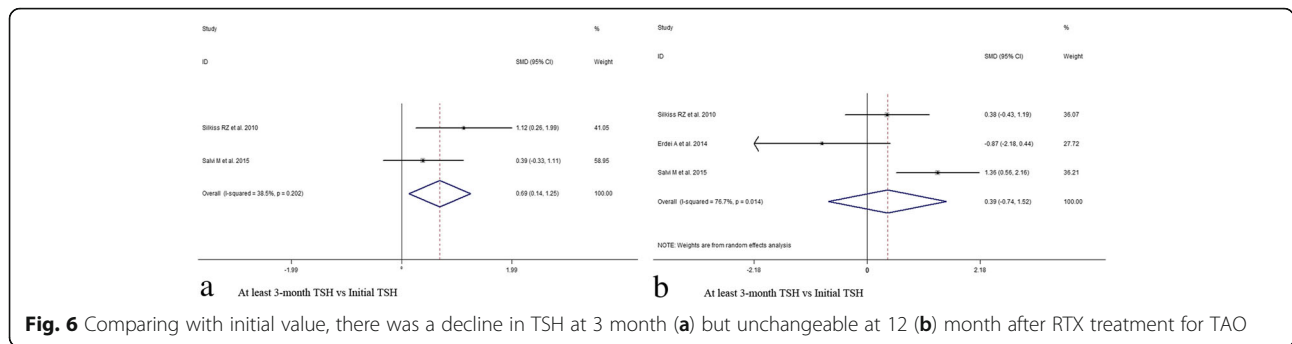 Study
%
ID
SMD (95% CI)
Weight
Silkiss RZ et al. 2010
1.12 (0.26, 1.99)
41.05
Salvi M et al. 2015
0.39 (-0.33, 1.11)
58.95
Overall (I-squared = 38.5%, p = 0.202)
0.69 (0.14, 1.25)
100.00
-1.99
1.99
a
At least 3-month TSH vs Initial TSH
Study
%
ID
SMD (95% CI)
Weight
Silkiss RZ et al. 2010
0.38 (-0.43, 1.19)
36.07
Erdei A et al. 2014
-0.87 (-2.18, 0.44)
27.72
Salvi M et al. 2015
1.36 (0.56, 2.16)
36.21
Overall (I-squared = 76.7%, p = 0.014)
0.39 (-0.74, 1.52)
100.00
NOTE: Weights are from random effects analysis
-2.18
0
2.18
b
At least 3-month TSH vs Initial TSH
Fig. 6 Comparing with initial value, there was a decline in TSH at 3 month (a) but unchangeable at 12 (b) month after RTX treatment for TAO